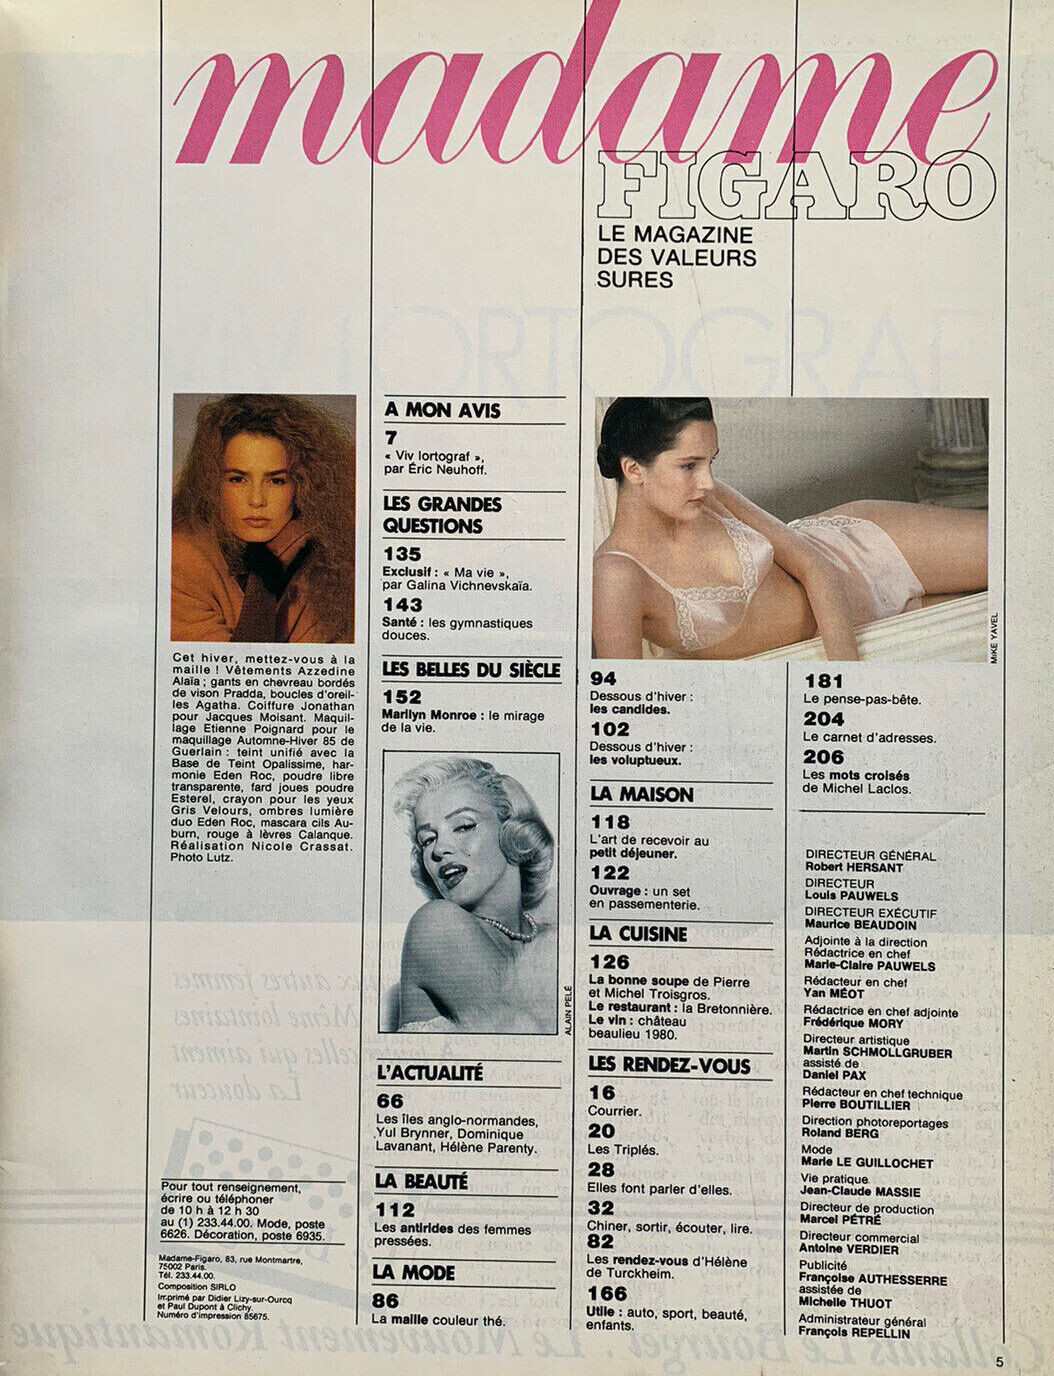 madame
FIGARO
LE MAGAZINE
DES VALEURS
SURES
Cet hiver, mettez-vous à la
maille ! Vêtements Azzedine
Alaïa ; gants en chevreau bordés
de vison Pradda, boucles d'oreil-
les Agatha. Coiffure Jonathan
pour Jacques Moisant. Maquil-
lage Etienne Poignard pour le
maquillage Automne-Hiver 85 de
Guerlain : teint unifié avec la
Base de Teint Opalissime, har-
monie Eden Roc, poudre libre
transparente, fard joues poudre
Esterel, crayon pour les yeux
Gris Velours, ombres lumière
duo Eden Roc, mascara cils Au-
burn, rouge à lèvres Calanque.
Réalisation Nicole Crassat.
Photo Lutz.
Pour tout renseignement,
écrire ou téléphoner
de 10 h à 12 h 30
au (1) 233.44.00. Mode, poste
6626. Décoration, poste 6935.
Madame-Figaro, 83, rue Montmartre,
75002 Paris.
Tél. 233.44.00.
Composition SIRLO
Imprimé par Didier Lizy-sur-Ourcq
et Paul Dupont à Clichy.
Numéro d'impression 85675.
A MON AVIS
7
« Viv lortograf »,
par Éric Neuhoff.
LES GRANDES
QUESTIONS
135
Exclusif : « Ma vie »,
par Galina Vichnevskaïa.
143
Santé : les gymnastiques
douces.
LES BELLES DU SIÈCLE
152
Marilyn Monroe : le mirage
de la vie.
ALAIN PELÉ
L'ACTUALITÉ
66
Les îles anglo-normandes,
Yul Brynner, Dominique
Lavanant, Hélène Parenty.
LA BEAUTÉ
112
Les antirides des femmes
pressées.
LA MODE
86
La maille couleur thé.
MIKE YAVEL
94
Dessous d'hiver :
les candides.
102
Dessous d'hiver :
les voluptueux.
LA MAISON
118
L'art de recevoir au
petit déjeuner.
122
Ouvrage : un set
en passementerie.
LA CUISINE
126
La bonne soupe de Pierre
et Michel Troisgros.
Le restaurant : la Bretonnière.
Le vin : château
beaulieu 1980.
LES RENDEZ-VOUS
16
Courrier.
20
Les Triplés.
28
Elles font parler d'elles.
32
Chiner, sortir, écouter, lire.
82
Les rendez-vous d'Hélène
de Turckheim.
166
Utile : auto, sport, beauté,
enfants.
181
Le pense-pas-bête.
204
Le carnet d'adresses.
206
Les mots croisés
de Michel Laclos.
DIRECTEUR GÉNÉRAL
Robert HERSANT
DIRECTEUR
Louis PAUWELS
DIRECTEUR EXÉCUTIF
Maurice BEAUDOIN
Adjointe à la direction
Rédactrice en chef
Marie-Claire PAUWELS
Rédacteur en chef
Yan MÉOT
Rédactrice en chef adjointe
Frédérique MORY
Directeur artistique
Martin SCHMOLLGRUBER
assisté de
Daniel PAX
Rédacteur en chef technique
Pierre BOUTILLIER
Direction photoreportages
Roland BERG
Mode
Marie LE GUILLOCHET
Vie pratique
Jean-Claude MASSIE
Directeur de production
Marcel PÉTRÉ
Directeur commercial
Antoine VERDIER
Publicité
Françoise AUTHESSERRE
assistée de
Michelle THUOT
Administrateur général
François REPELLIN
5